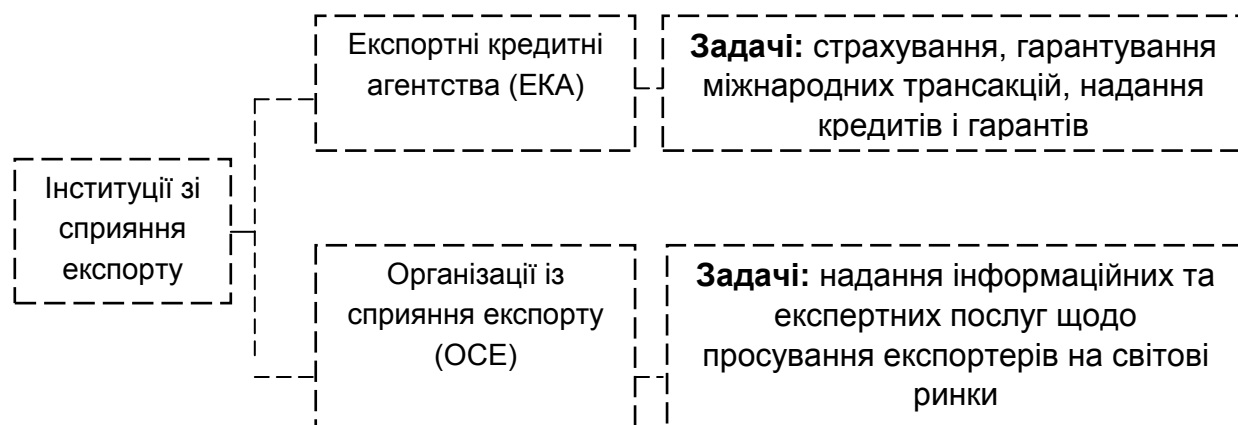 Експортні кредитні
агентства (ЕКА)
Задачі: страхування, гарантування
міжнародних трансакцій, надання
кредитів і гарантів
Інституції зі
сприяння
експорту
Організації із
сприяння експорту
(ОСЕ)
Задачі: надання інформаційних та
експертних послуг щодо
просування експортерів на світові
ринки